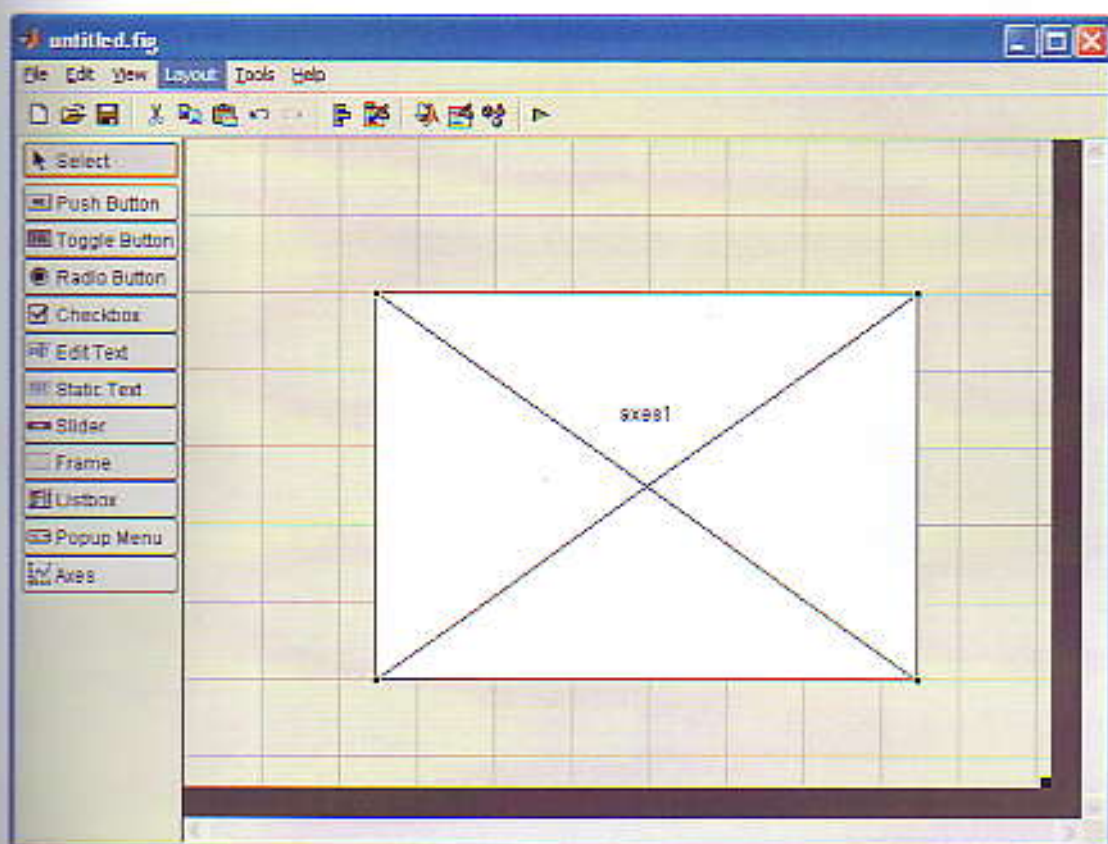 untitled.fig
File Edit View Layout Tools Help
Select
Push Button
Toggle Button
Radio Button
Checkbox
Edit Text
Static Text
Slider
Frame
Listbox
Popup Menu
Axes
axes1